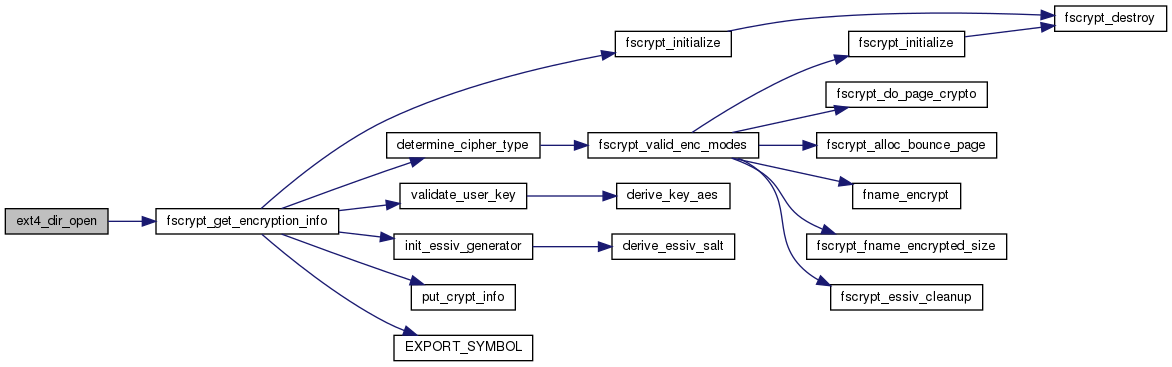 fscrypt_destroy
fscrypt_initialize
fscrypt_initialize
fscrypt_do_page_crypto
determine_cipher_type
fscrypt_valid_enc_modes
fscrypt_alloc_bounce_page
validate_user_key
derive_key_aes
fname_encrypt
ext4_dir_open
fscrypt_get_encryption_info
init_essiv_generator
derive_essiv_salt
fscrypt_fname_encrypted_size
put_crypt_info
fscrypt_essiv_cleanup
EXPORT_SYMBOL